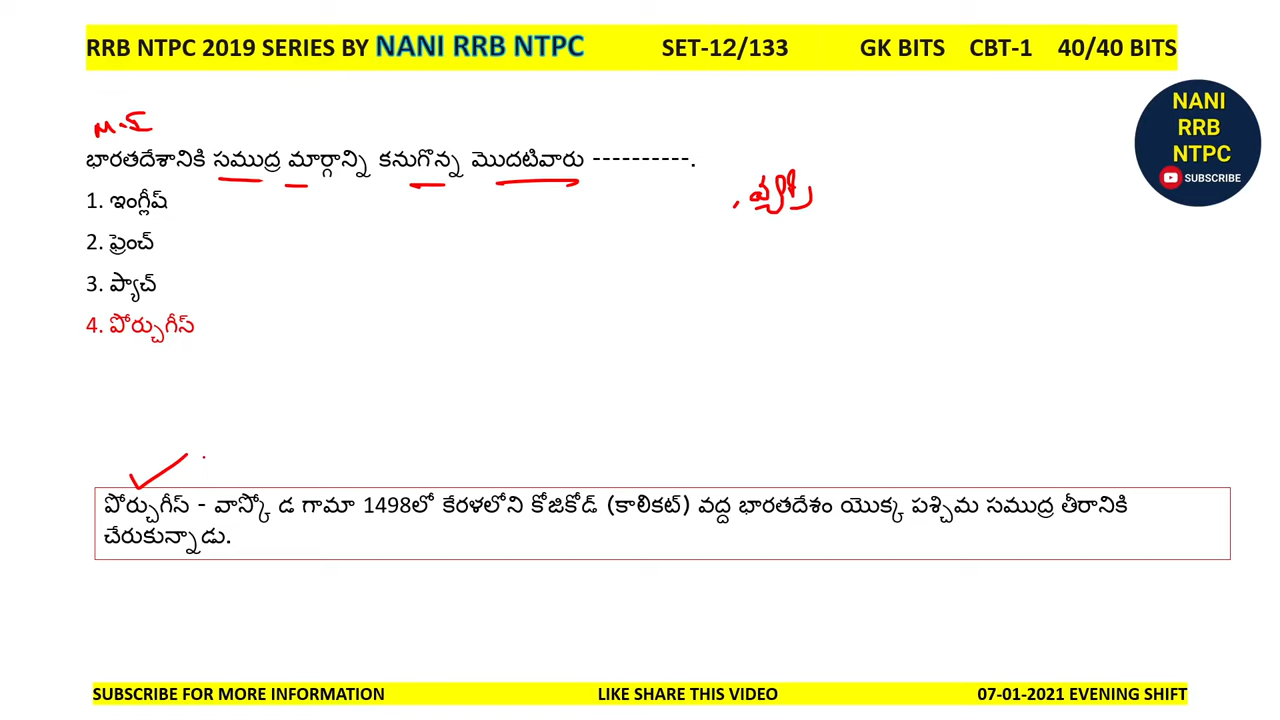 RRB NTPC 2019 SERIES BY NANI RRB NTPC SET-12/133 GK BITS CBT-1 40/40 BITS
NANI
RRB
NTPC
SUBSCRIBE
M.I
భారతదేశానికి సముద్ర మార్గాన్ని కనుగొన్న మొదటివారు ----------.
1. ఇంగ్లీష్
2. ఫ్రెంచ్
3. ప్యాచ్
4. పోర్చుగీస్
పోర్చుగీస్ - వాస్కో డ గామా 1498లో కేరళలోని కోజికోడ్ (కాలికట్) వద్ద భారతదేశం యొక్క పశ్చిమ సముద్ర తీరానికి
చేరుకున్నాడు.
SUBSCRIBE FOR MORE INFORMATION LIKE SHARE THIS VIDEO 07-01-2021 EVENING SHIFT